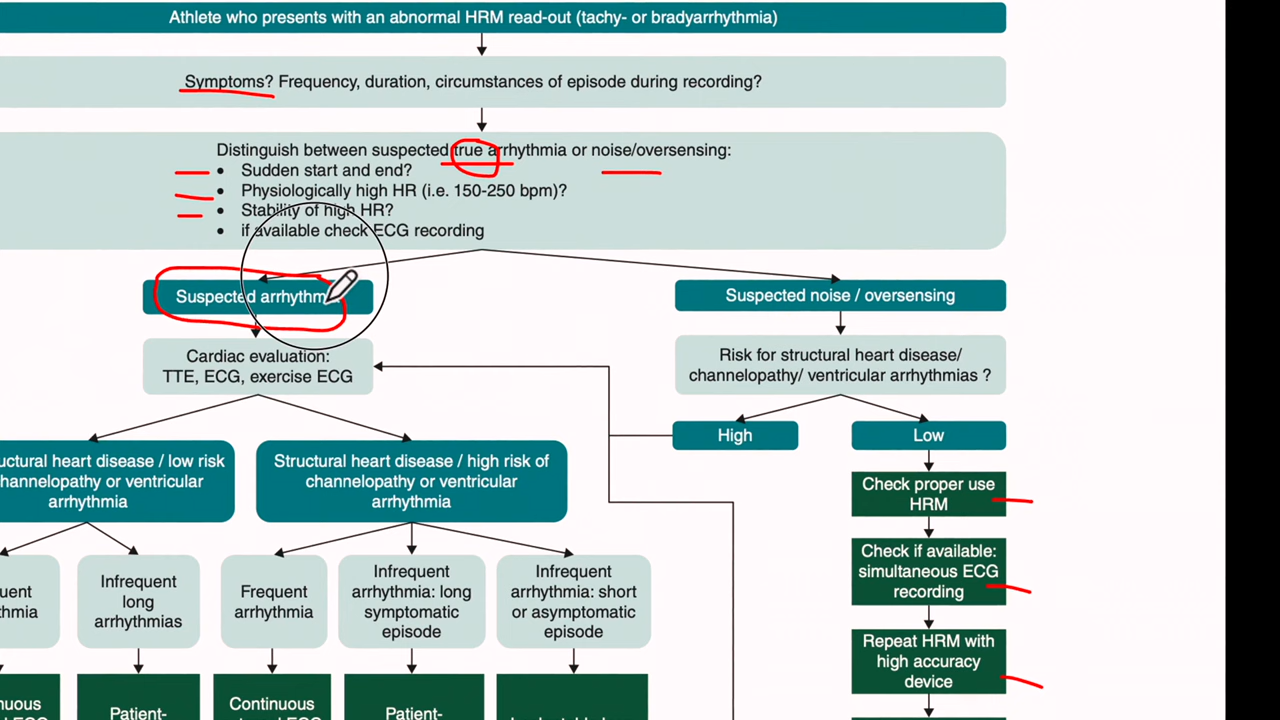 Athlete who presents with an abnormal HRM read-out (tachy- or bradyarrhythmia)
Symptoms? Frequency, duration, circumstances of episode during recording?
Distinguish between suspected true arrhythmia or noise/oversensing:
• Sudden start and end?
• Physiologically high HR (i.e. 150-250 bpm)?
• Stability of high HR?
• if available check ECG recording
Suspected arrhythm
Suspected noise / oversensing
Cardiac evaluation:
TTE, ECG, exercise ECG
Risk for structural heart disease/
channelopathy/ ventricular arrhythmias ?
High
Low
uctural heart disease / low risk
hannelopathy or ventricular
arrhythmia
Structural heart disease / high risk of
channelopathy or ventricular
arrhythmia
Check proper use
HRM
Check if available:
simultaneous ECG
recording
Repeat HRM with
high accuracy
device
uent
thmia
Infrequent
long
arrhythmias
Frequent
arrhythmia
Infrequent
arrhythmia: long
symptomatic
episode
Infrequent
arrhythmia: short
or asymptomatic
episode
nuous
Patient-
Continuous
Patient-